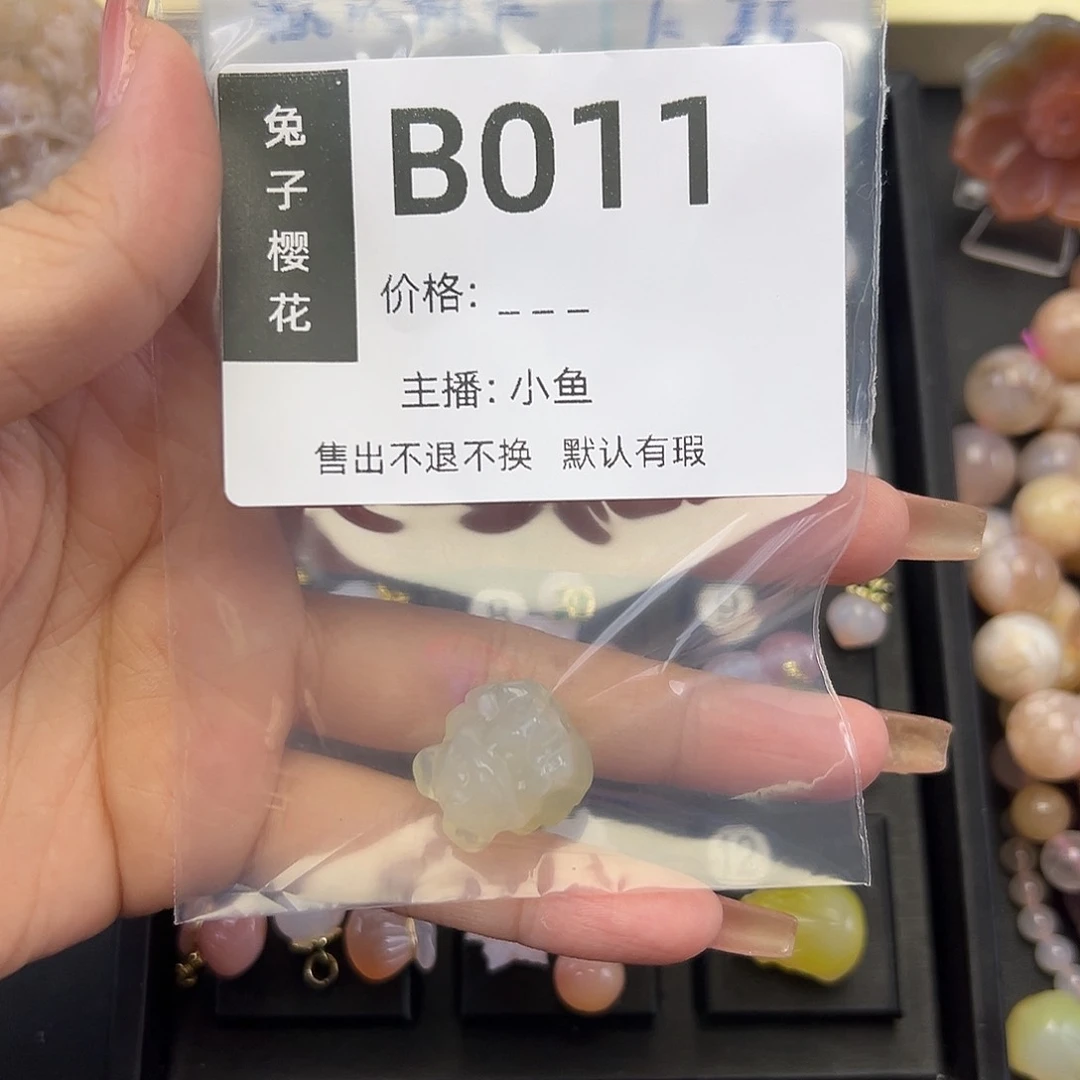 兔子樱花
B011
价格: _ _ _
主播: 小鱼
售出不退不换 默认有瑕
12